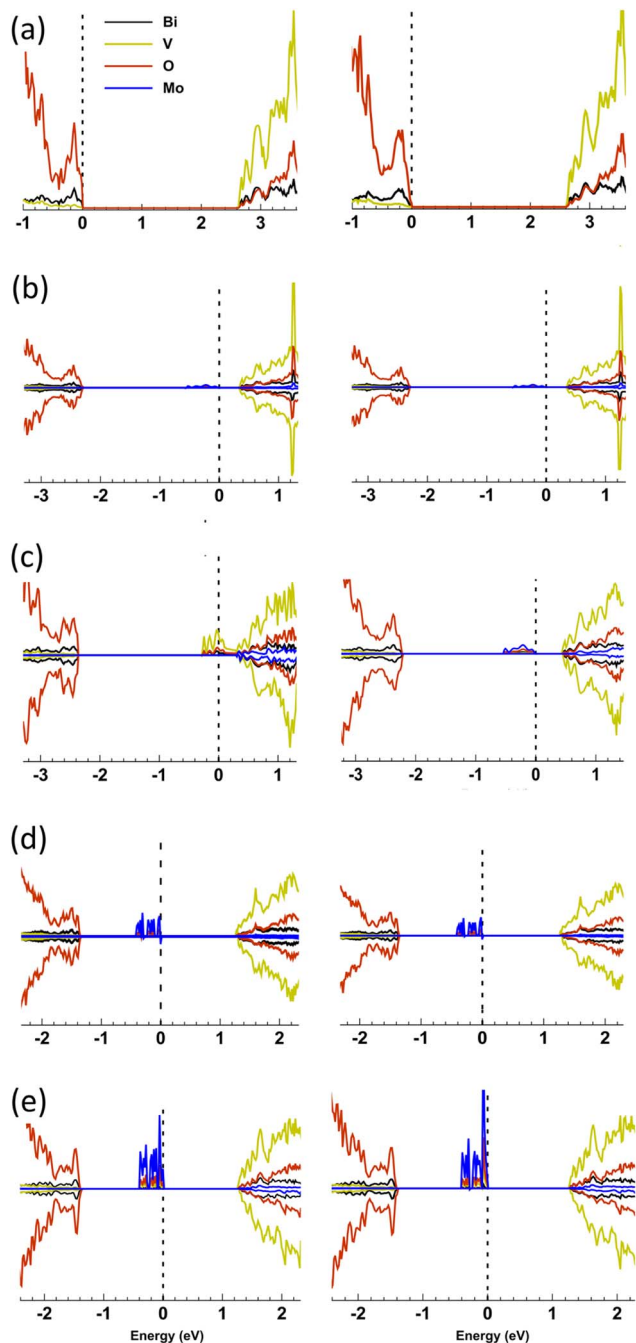 (a)
Bi
V
O
Mo
-1 0 1 2 3
-1 0 1 2 3
(b)
-3 -2 -1 0 1
-3 -2 -1 0 1
(c)
-3 -2 -1 0 1
-3 -2 -1 0 1
(d)
-2 -1 0 1 2
-2 -1 0 1 2
(e)
-2 -1 0 1 2
-2 -1 0 1 2
Energy (eV)
Energy (eV)